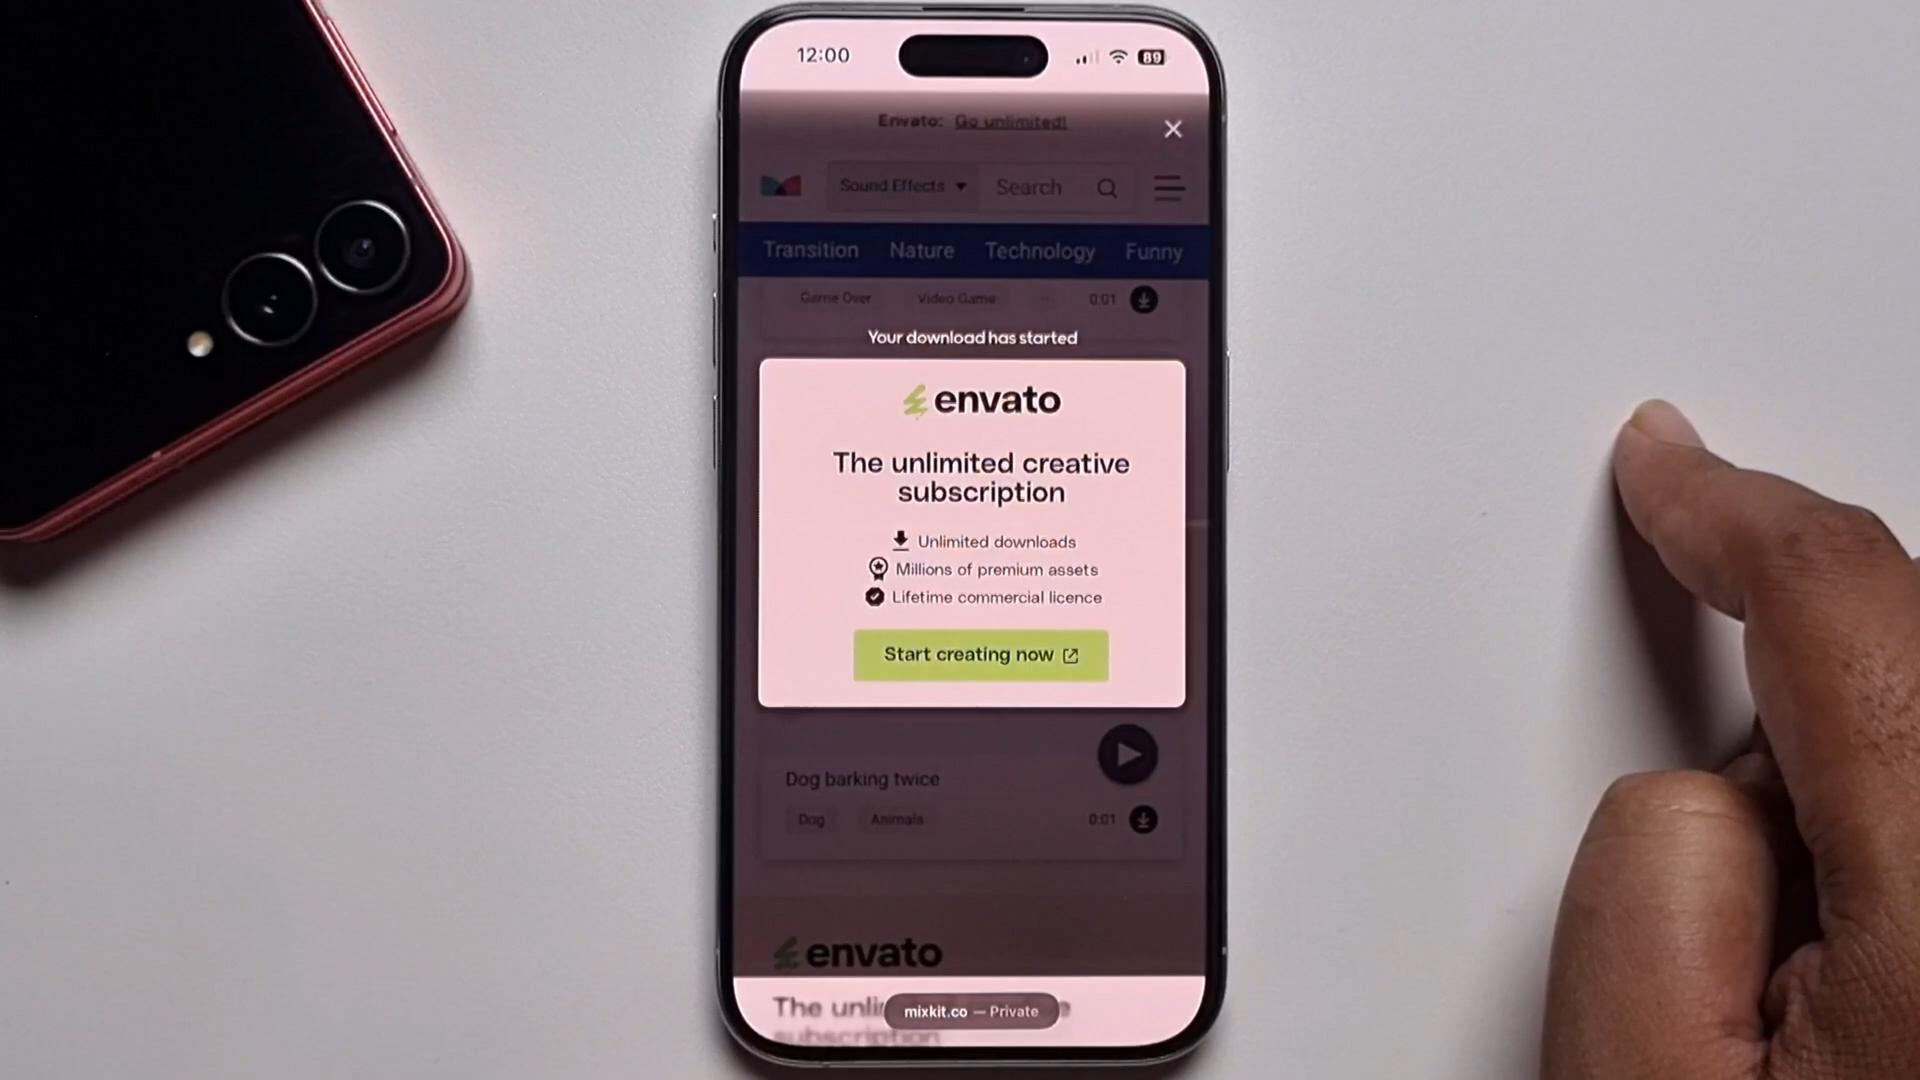 12:00
89
Envato: Go unlimited!
Sound Effects
Search
Transition Nature Technology Funny
Game Over Video Game ... 0:01
Your download has started
envato
The unlimited creative
subscription
Unlimited downloads
Millions of premium assets
Lifetime commercial licence
Start creating now
Dog barking twice
Dog Animals 0:01
envato
The unli e
mixkit.co — Private
subscription